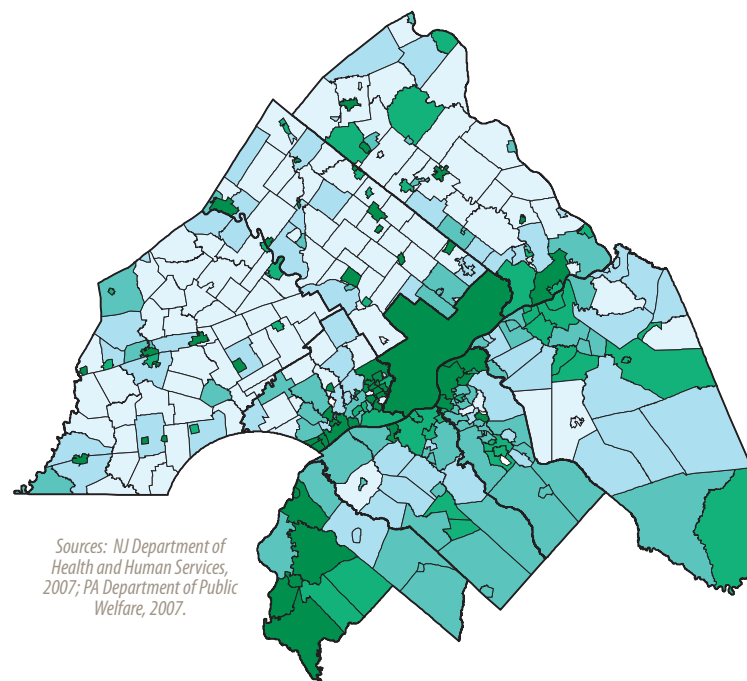 Sources: NJ Department of
Health and Human Services,
2007; PA Department of Public
Welfare, 2007.